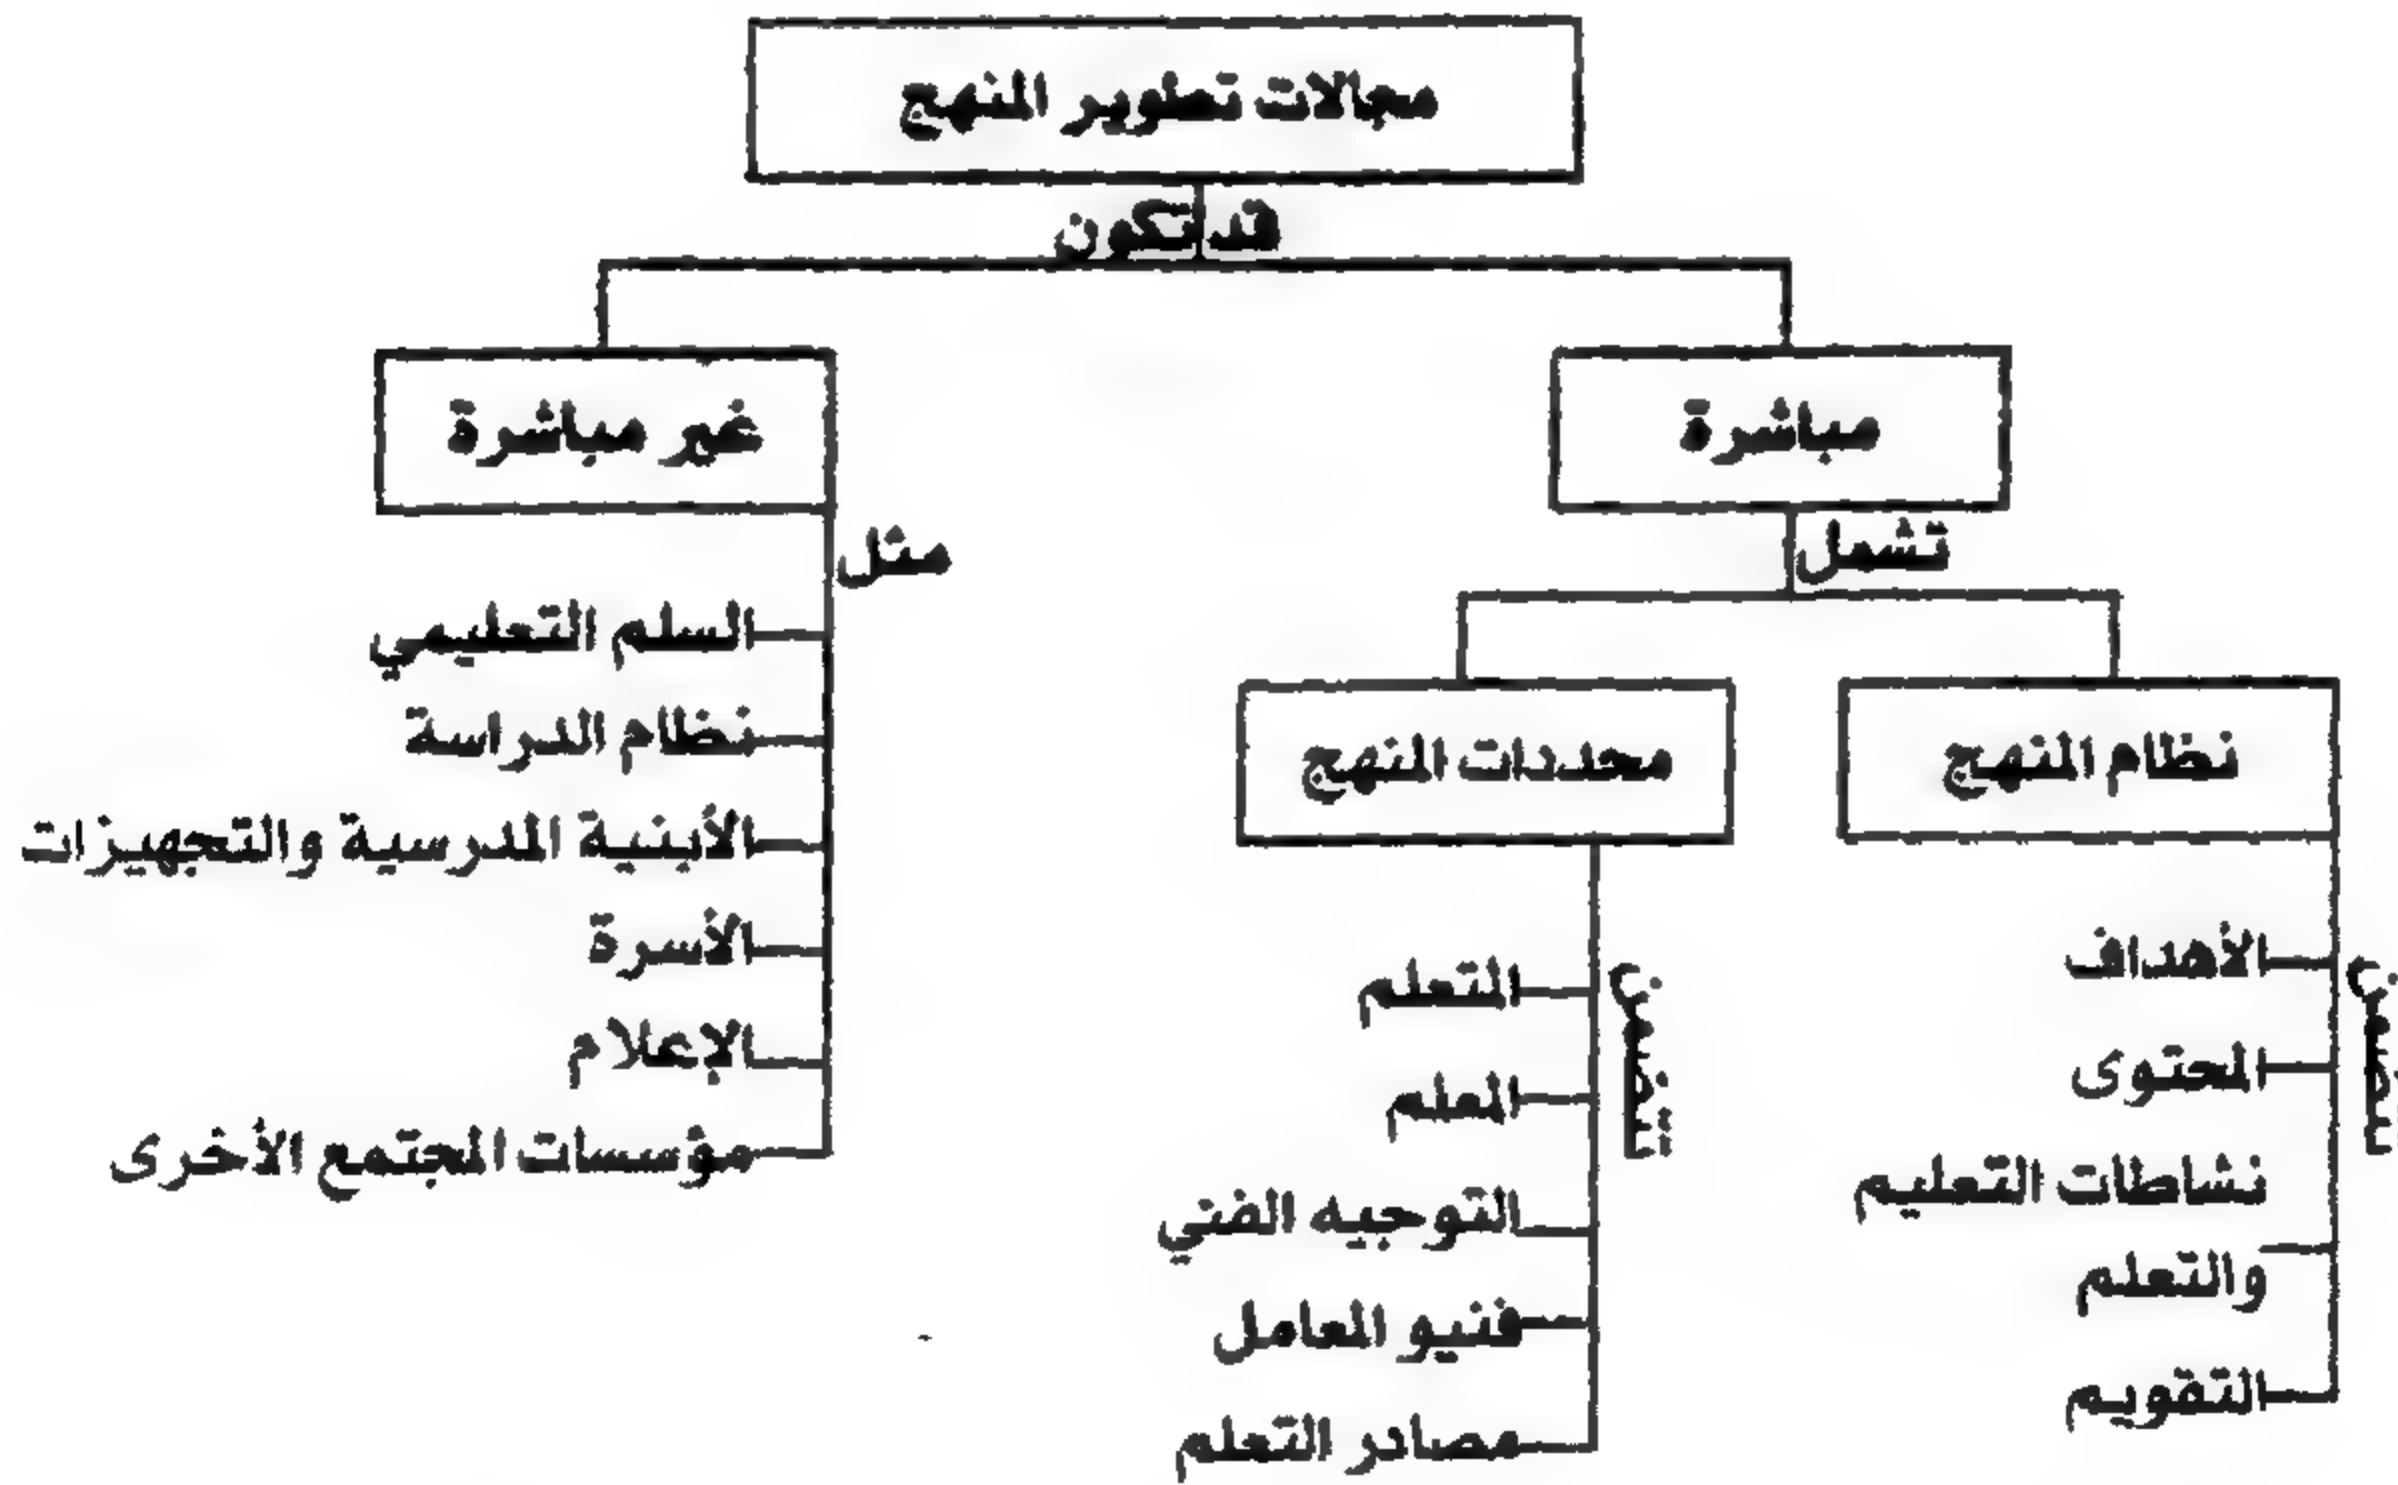 مجالات تطوير المنهج
قد تكون
مباشرة
تشمل
نظام المنهج
تتضمن
الأهداف
المحتوى
نشاطات التعليم
والتعلم
التقويم
محددات المنهج
تتضمن
المتعلم
المعلم
التوجيه الفني
فنيو المعامل
مصادر التعلم
غير مباشرة
مثل
السلم التعليمي
نظام الدراسة
الأبنية المدرسية والتجهيزات
الأسرة
الإعلام
مؤسسات المجتمع الأخرى